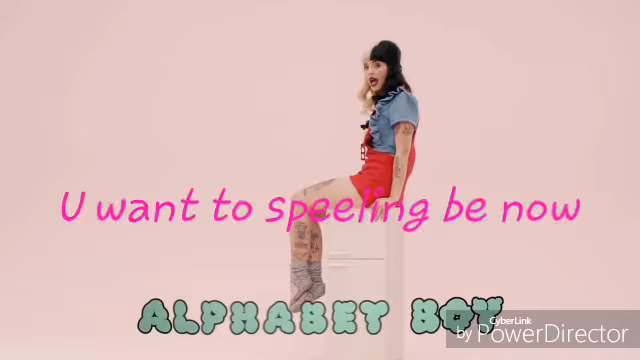 U want to speeling be now
ALPHABET BOY
CyberLink
by PowerDirector